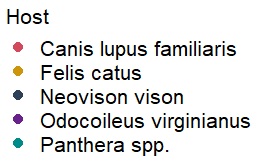 Host
Canis lupus familiaris
Felis catus
Neovison vison
Odocoileus virginianus
Panthera spp.